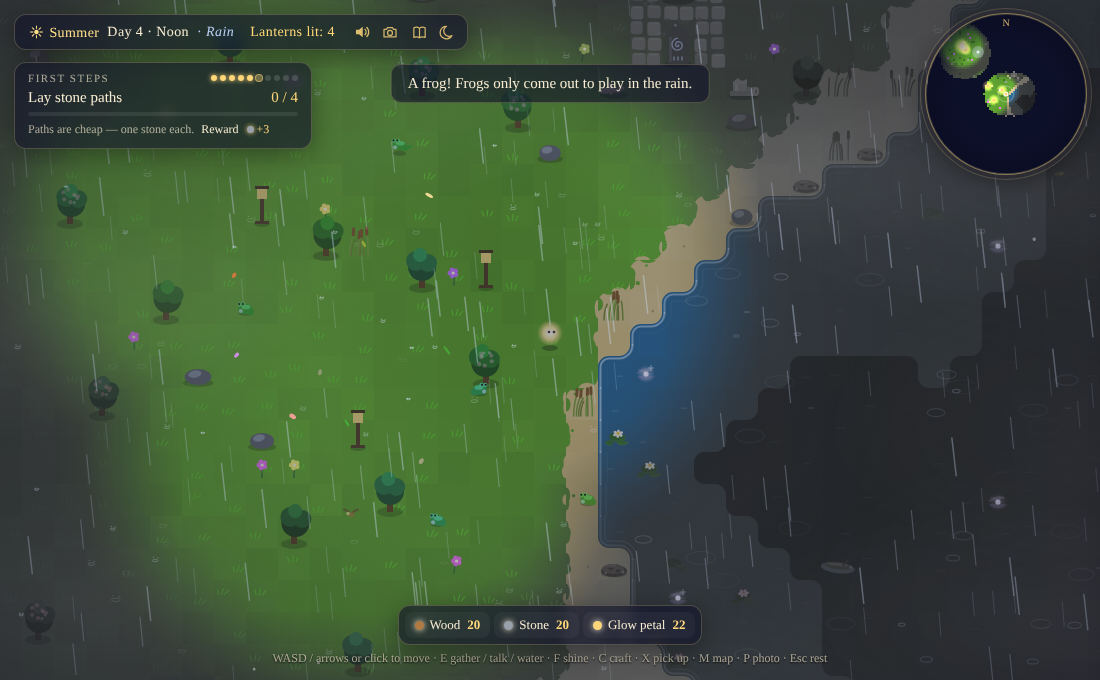 Summer Day 4 · Noon · Rain Lanterns lit: 4
FIRST STEPS
Lay stone paths 0 / 4
Paths are cheap — one stone each. Reward +3
A frog! Frogs only come out to play in the rain.
N
Wood 20 Stone 20 Glow petal 22
WASD / arrows or click to move · E gather / talk / water · F shine · C craft · X pick up · M map · P photo · Esc rest